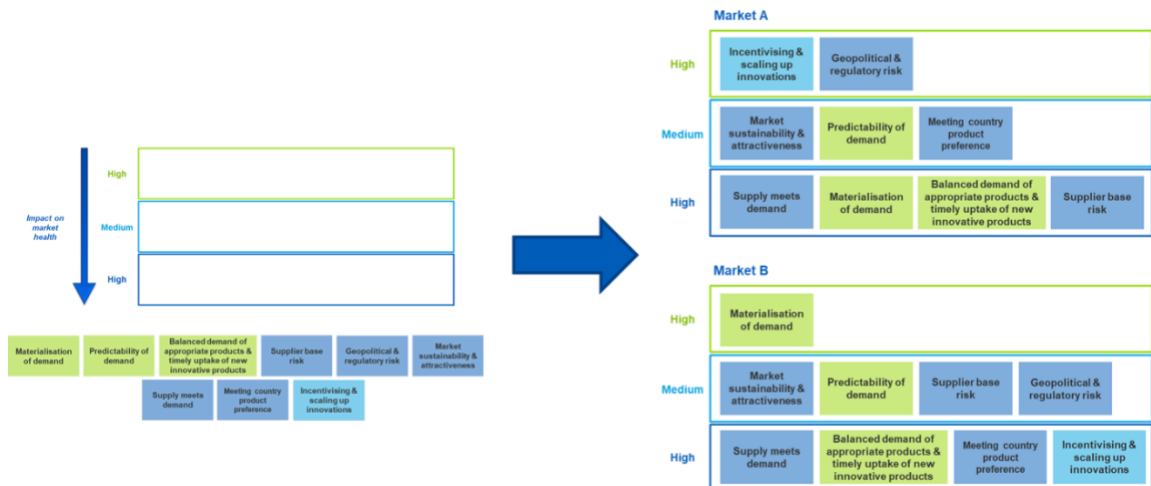 Impact on
market
health
High
Medium
High
Materialisation
of demand
Predictability of
demand
Balanced demand of
appropriate products &
timely uptake of new
innovative products
Supplier base
risk
Geopolitical &
regulatory risk
Market
sustainability &
attractiveness
Supply meets
demand
Meeting country
product
preference
Incentivising &
scaling up
innovations
Market A
High
Incentivising &
scaling up
innovations
Geopolitical &
regulatory risk
Medium
Market
sustainability &
attractiveness
Predictability of
demand
Meeting country
product
preference
High
Supply meets
demand
Materialisation
of demand
Balanced demand of
appropriate products &
timely uptake of new
innovative products
Supplier base
risk
Market B
High
Materialisation
of demand
Medium
Market
sustainability &
attractiveness
Predictability of
demand
Supplier base
risk
Geopolitical &
regulatory risk
High
Supply meets
demand
Balanced demand of
appropriate products &
timely uptake of new
innovative products
Meeting country
product
preference
Incentivising &
scaling up
innovations